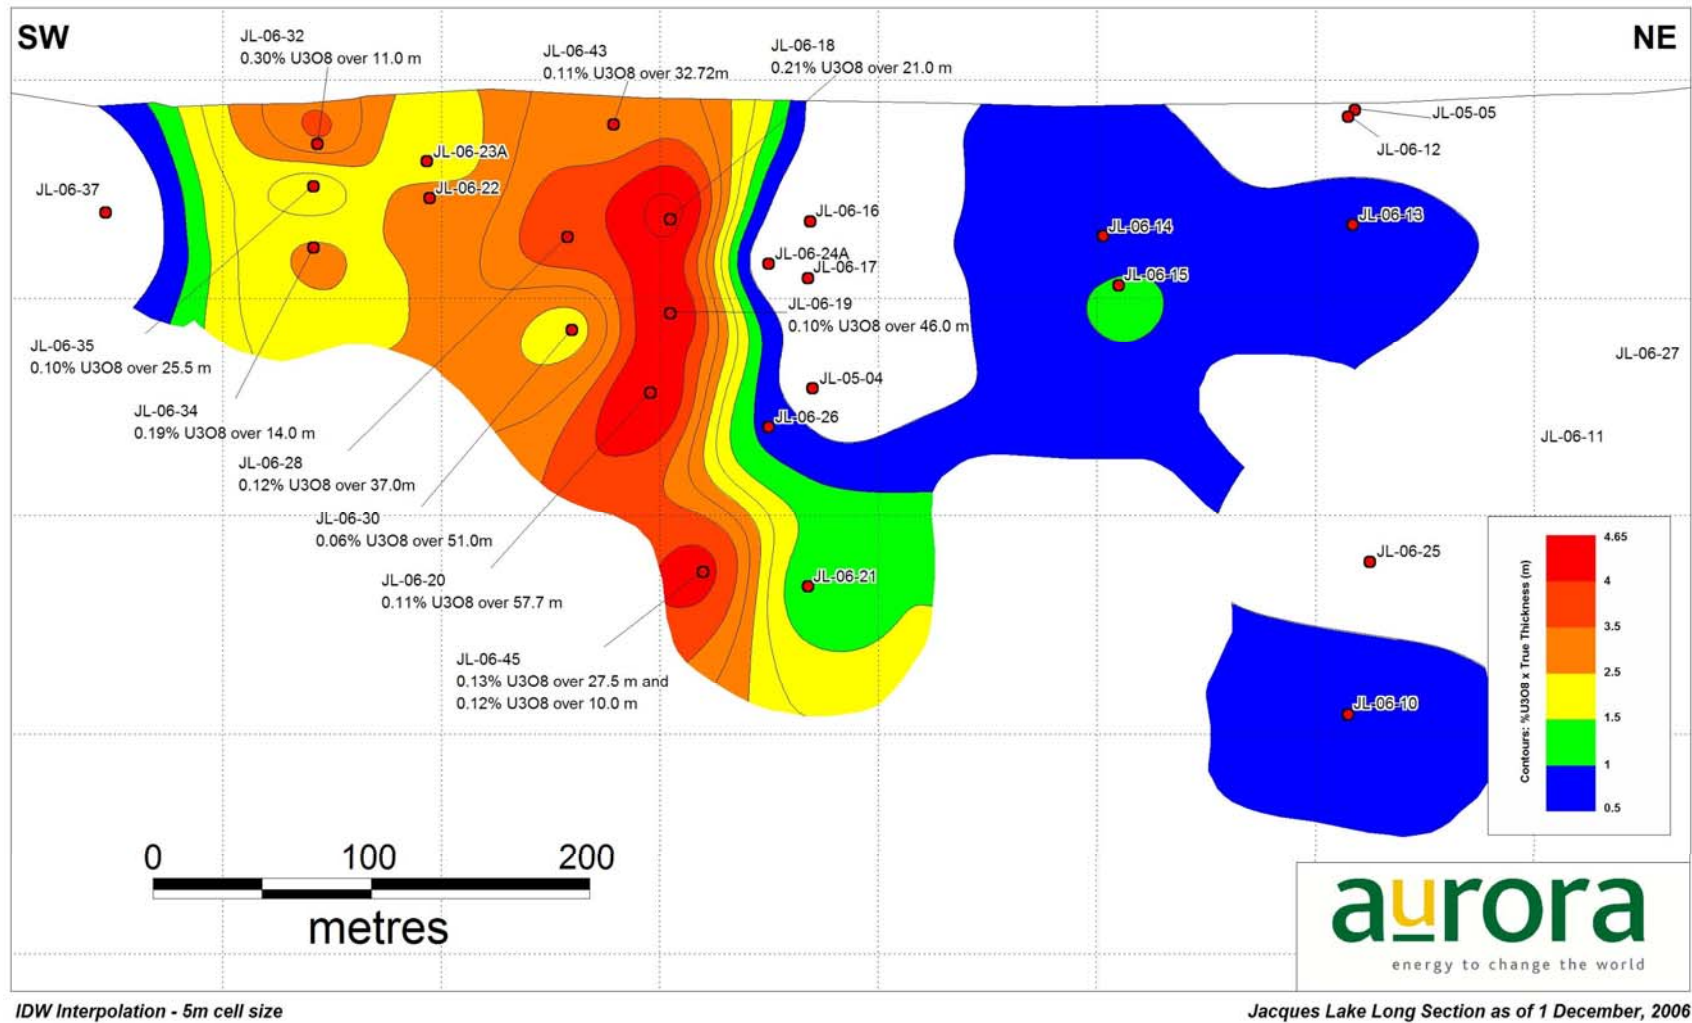 SW
NE
JL-06-32
0.30% U3O8 over 11.0 m
JL-06-43
0.11% U3O8 over 32.72m
JL-06-18
0.21% U3O8 over 21.0 m
JL-05-05
JL-06-12
JL-06-23A
JL-06-22
JL-06-37
JL-06-16
JL-06-13
JL-06-14
JL-06-24A
JL-06-17
JL-06-15
JL-06-19
0.10% U3O8 over 46.0 m
JL-06-35
0.10% U3O8 over 25.5 m
JL-06-27
JL-05-04
JL-06-34
0.19% U3O8 over 14.0 m
JL-06-26
JL-06-11
JL-06-28
0.12% U3O8 over 37.0m
JL-06-30
0.06% U3O8 over 51.0m
JL-06-20
0.11% U3O8 over 57.7 m
JL-06-21
JL-06-25
JL-06-45
0.13% U3O8 over 27.5 m and
0.12% U3O8 over 10.0 m
JL-06-10
Contours: %U3O8 x True Thickness (m)
4.65
4
3.5
2.5
1.5
1
0.5
0 100 200
metres
aurora
energy to change the world
IDW Interpolation - 5m cell size
Jacques Lake Long Section as of 1 December, 2006